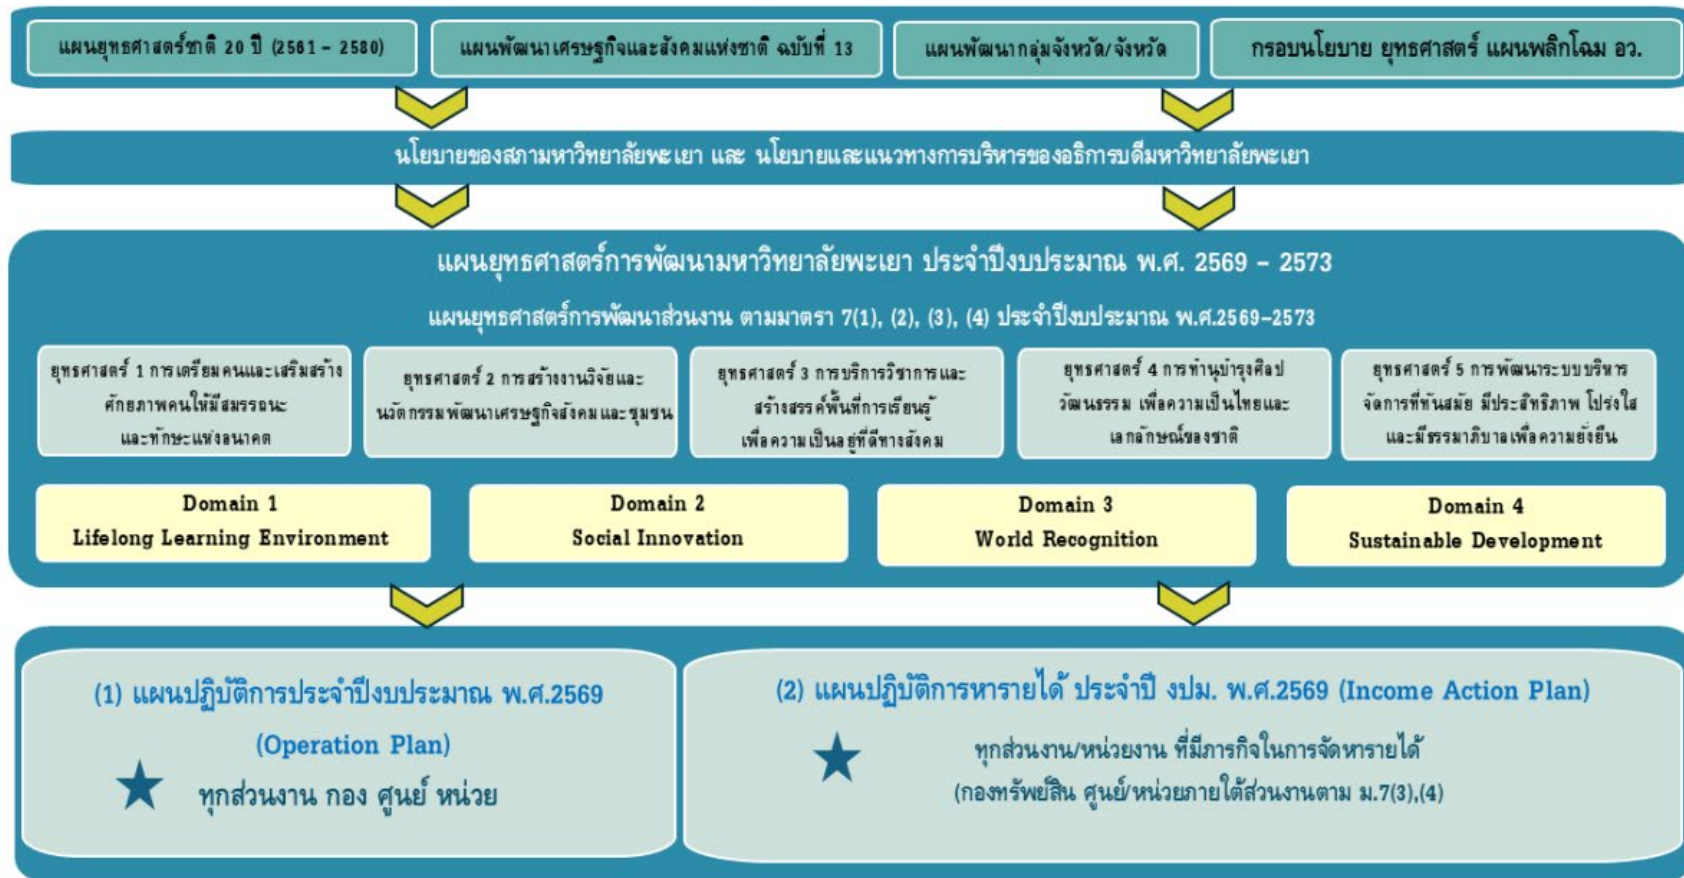 แผนยุทธศาสตร์ชาติ 20 ปี (2561 - 2580)
แผนพัฒนาเศรษฐกิจและสังคมแห่งชาติ ฉบับที่ 13
แผนพัฒนากลุ่มจังหวัด/จังหวัด
กรอบนโยบาย ยุทธศาสตร์ แผนพลิกโฉม อว.
นโยบายของสภามหาวิทยาลัยพะเยา และ นโยบายและแนวทางการบริหารของอธิการบดีมหาวิทยาลัยพะเยา
แผนยุทธศาสตร์การพัฒนามหาวิทยาลัยพะเยา ประจำปีงบประมาณ พ.ศ. 2569 - 2573
แผนยุทธศาสตร์การพัฒนาส่วนงาน ตามมาตรา 7(1), (2), (3), (4) ประจำปีงบประมาณ พ.ศ.2569-2573
ยุทธศาสตร์ 1 การเตรียมคนและเสริมสร้าง
ศักยภาพคนให้มีสมรรถนะ
และทักษะแห่งอนาคต
ยุทธศาสตร์ 2 การสร้างงานวิจัยและ
นวัตกรรมพัฒนาเศรษฐกิจสังคมและชุมชน
ยุทธศาสตร์ 3 การบริการวิชาการและ
สร้างสรรค์พื้นที่การเรียนรู้
เพื่อความเป็นอยู่ที่ดีทางสังคม
ยุทธศาสตร์ 4 การทำนุบำรุงศิลป
วัฒนธรรม เพื่อความเป็นไทยและ
เอกลักษณ์ของชาติ
ยุทธศาสตร์ 5 การพัฒนาระบบบริหาร
จัดการที่ทันสมัย มีประสิทธิภาพ โปร่งใส
และมีธรรมาภิบาลเพื่อความยั่งยืน
Domain 1
Lifelong Learning Environment
Domain 2
Social Innovation
Domain 3
World Recognition
Domain 4
Sustainable Development
(1) แผนปฏิบัติการประจำปีงบประมาณ พ.ศ.2569
(Operation Plan)
ทุกส่วนงาน กอง ศูนย์ หน่วย
(2) แผนปฏิบัติการหารายได้ ประจำปี งปม. พ.ศ.2569 (Income Action Plan)
ทุกส่วนงาน/หน่วยงาน ที่มีภารกิจในการจัดหารายได้
(กองทรัพย์สิน ศูนย์/หน่วยภายใต้ส่วนงานตาม ม.7(3),(4)